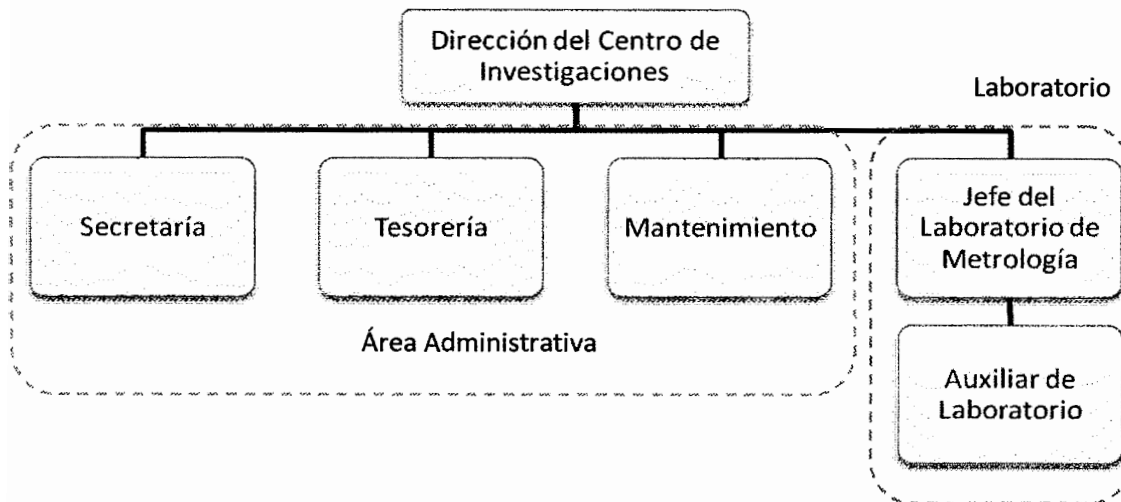 Dirección del Centro de
Investigaciones
Laboratorio
Secretaría
Tesorería
Mantenimiento
Jefe del
Laboratorio de
Metrología
Área Administrativa
Auxiliar de
Laboratorio